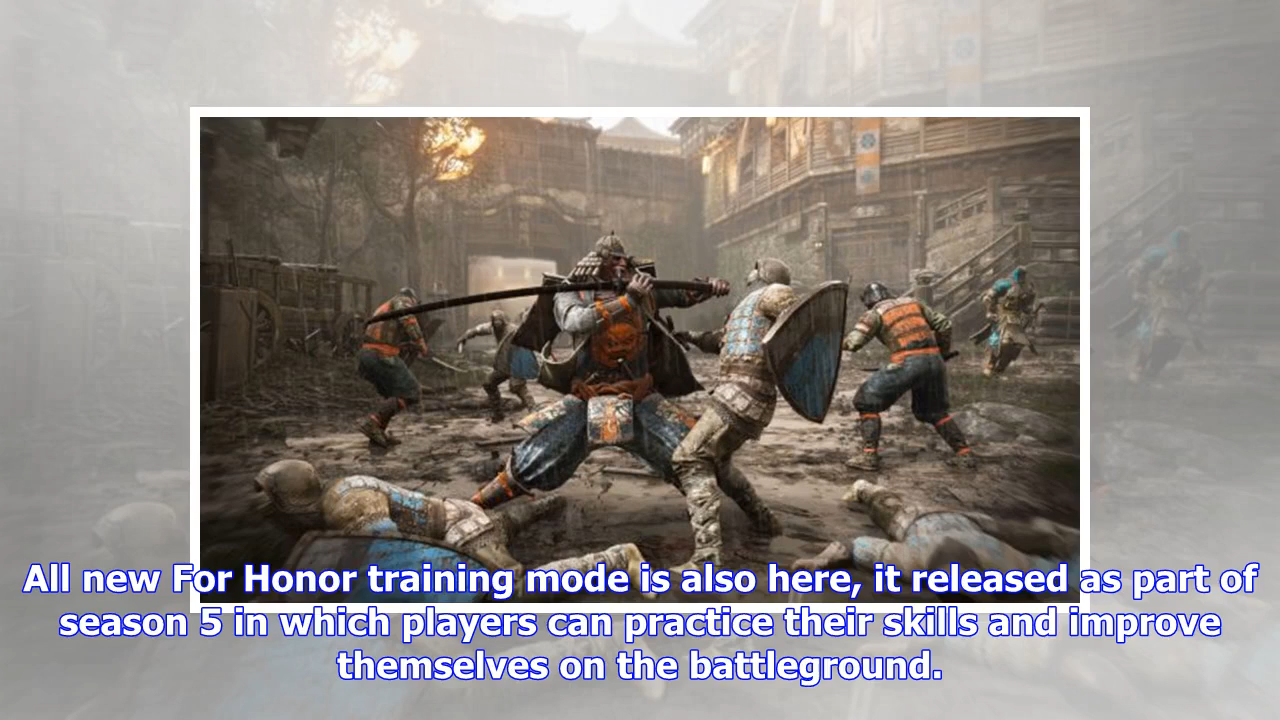 All new For Honor training mode is also here, it released as part of
season 5 in which players can practice their skills and improve
themselves on the battleground.